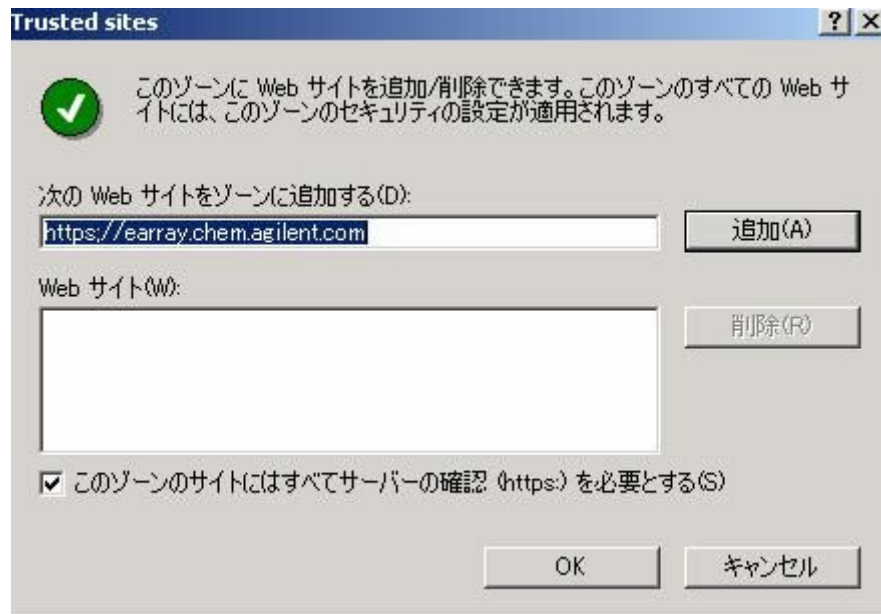 Trusted sites
このゾーンに Web サイトを追加/削除できます。このゾーンのすべての Web サ
イトには、このゾーンのセキュリティの設定が適用されます。
次の Web サイトをゾーンに追加する(D):
https://earray.chem.agilent.com
追加(A)
Web サイト(W):
削除(R)
このゾーンのサイトにはすべてサーバーの確認 (https:) を必要とする(S)
OK
キャンセル